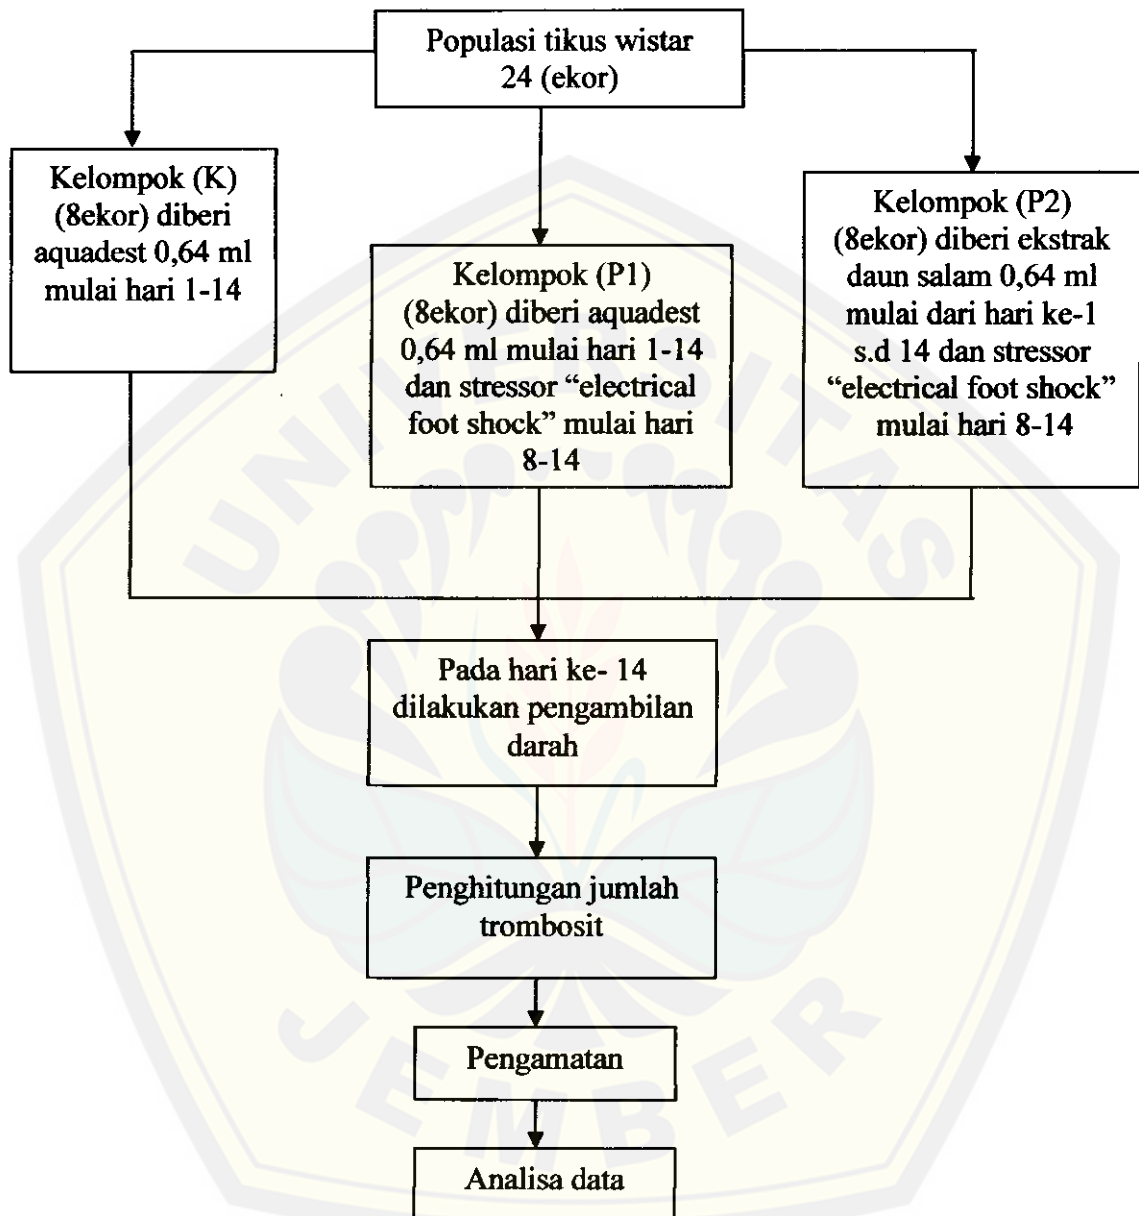 Populasi tikus wistar
24 (ekor)
Kelompok (K)
(8ekor) diberi
aquadest 0,64 ml
mulai hari 1-14
Kelompok (P1)
(8ekor) diberi aquadest
0,64 ml mulai hari 1-14
dan stressor “electrical
foot shock” mulai hari
8-14
Kelompok (P2)
(8ekor) diberi ekstrak
daun salam 0,64 ml
mulai dari hari ke-1
s.d 14 dan stressor
“electrical foot shock”
mulai hari 8-14
Pada hari ke- 14
dilakukan pengambilan
darah
Penghitungan jumlah
trombosit
Pengamatan
Analisa data
UNIVERSITAS
JEMBER